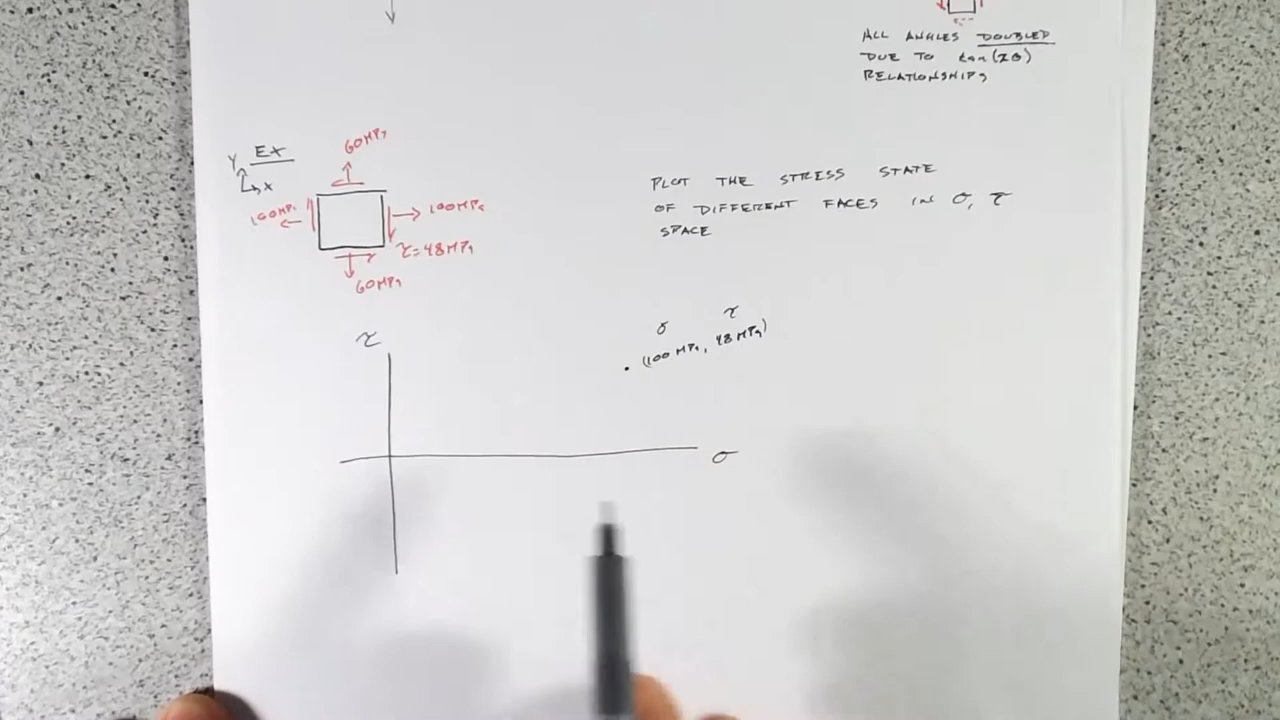 ALL ANGLES DOUBLED
DUE TO tan(2θ)
RELATIONSHIPS
Y EX
X
60MPa
100MPa
100MPa
τ=48MPa
60MPa
PLOT THE STRESS STATE
OF DIFFERENT FACES IN σ, τ
SPACE
τ
σ τ
(100 MPa, 48 MPa)
σ